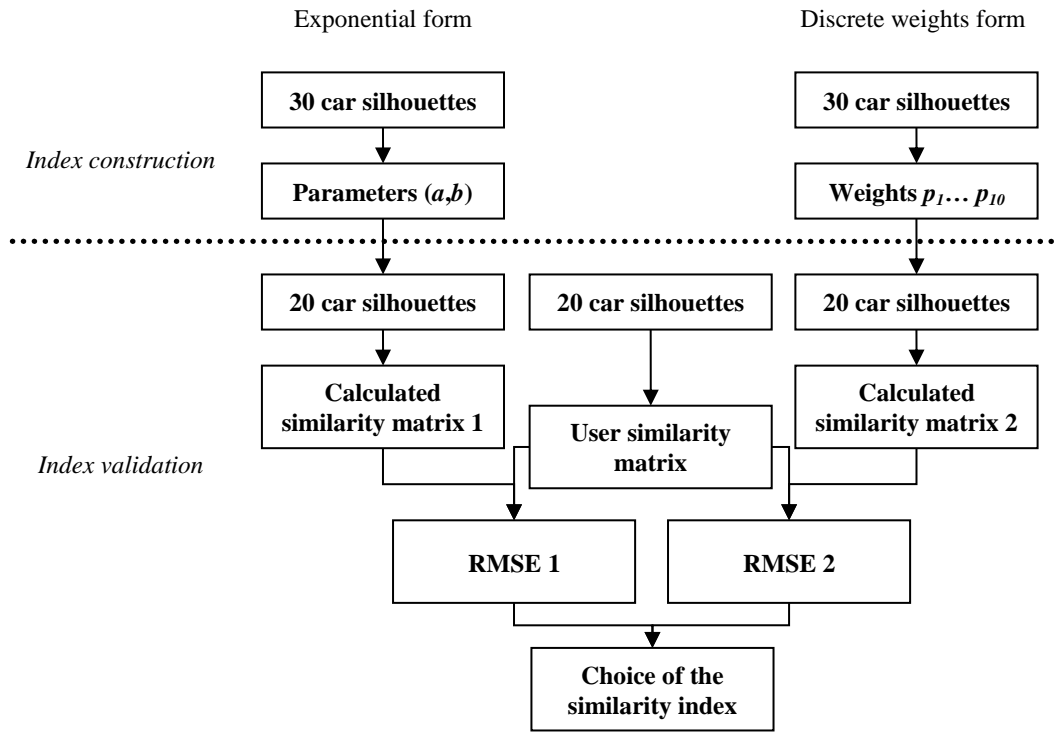 Exponential form
Discrete weights form
30 car silhouettes
30 car silhouettes
Index construction
Parameters (a,b)
Weights p1… p10
20 car silhouettes
20 car silhouettes
20 car silhouettes
Calculated
similarity matrix 1
User similarity
matrix
Calculated
similarity matrix 2
Index validation
RMSE 1
RMSE 2
Choice of the
similarity index